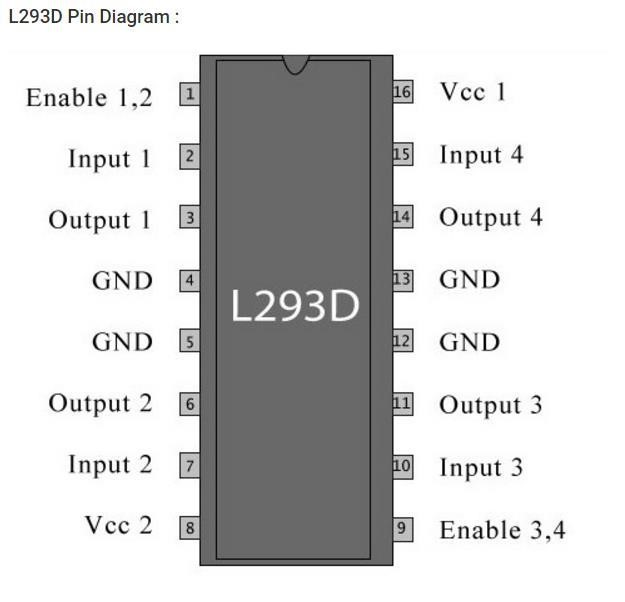 L293D Pin Diagram :
Enable 1,2 1 16 Vcc 1
Input 1 2 15 Input 4
Output 1 3 14 Output 4
GND 4 13 GND
L293D
GND 5 12 GND
Output 2 6 11 Output 3
Input 2 7 10 Input 3
Vcc 2 8 9 Enable 3,4